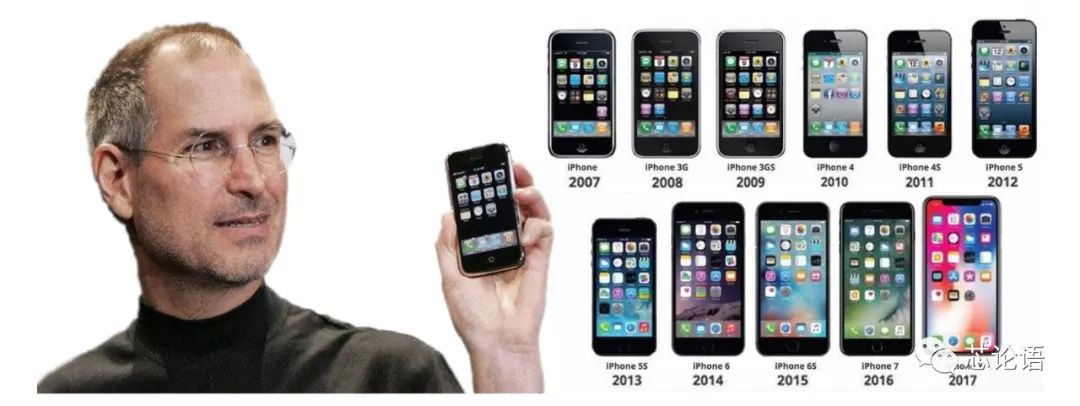 iPhone
2007
iPhone 3G
2008
iPhone 3GS
2009
iPhone 4
2010
iPhone 4S
2011
iPhone 5
2012
iPhone 5S
2013
iPhone 6
2014
iPhone 6S
2015
iPhone 7
2016
2017
芯论语